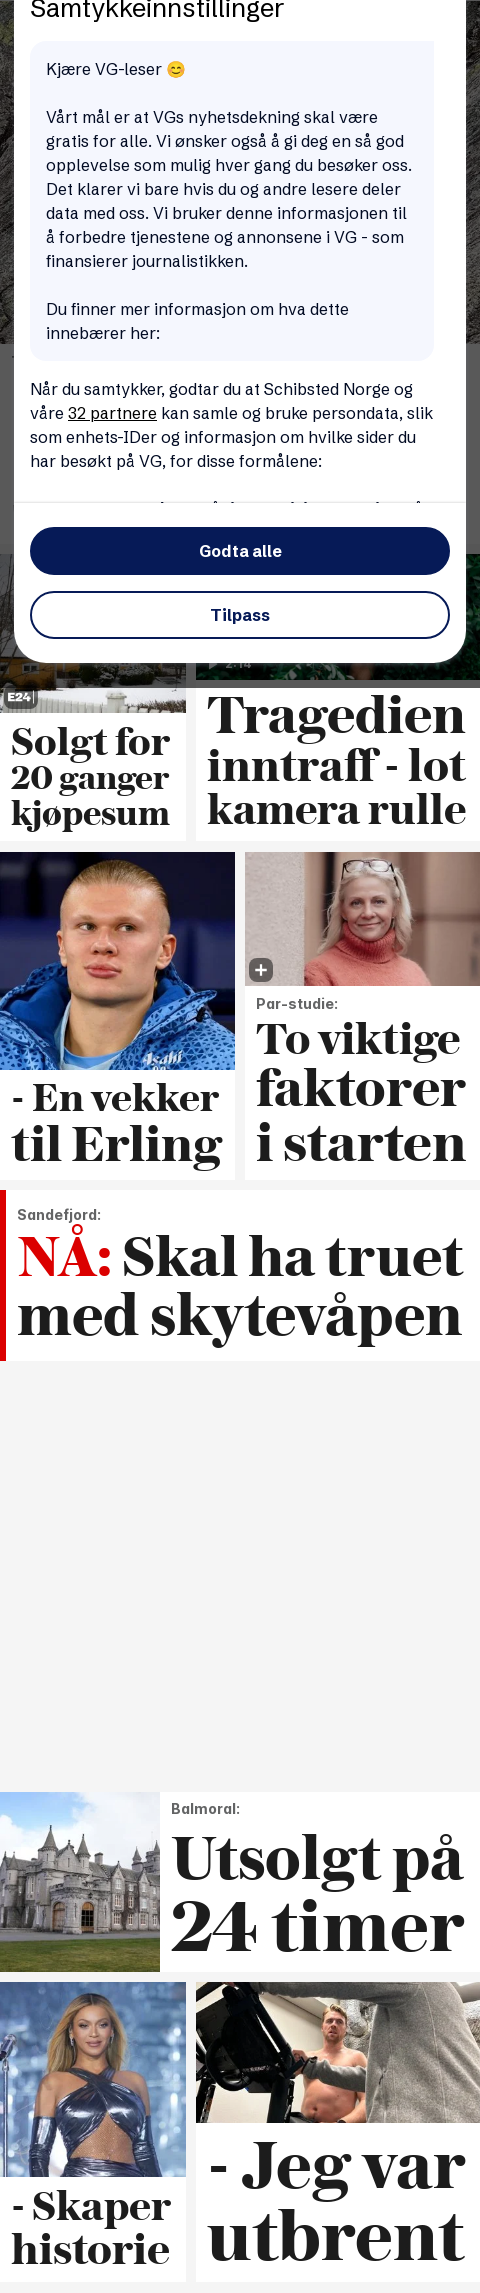 Samtykkeinnstillinger
Kjære VG-leser 😊
Vårt mål er at VGs nyhetsdekning skal være
gratis for alle. Vi ønsker også å gi deg en så god
opplevelse som mulig hver gang du besøker oss.
Det klarer vi bare hvis du og andre lesere deler
data med oss. Vi bruker denne informasjonen til
å forbedre tjenestene og annonsene i VG - som
finansierer journalistikken.
Du finner mer informasjon om hva dette
innebærer her:
Når du samtykker, godtar du at Schibsted Norge og
våre 32 partnere kan samle og bruke persondata, slik
som enhets-IDer og informasjon om hvilke sider du
har besøkt på VG, for disse formålene:
Godta alle
Tilpass
2:14
E24
Solgt for
20 ganger
kjøpesum
Tragedien
inntraff - lot
kamera rulle
Asahi
- En vekker
til Erling
Par-studie:
To viktige
faktorer
i starten
Sandefjord:
NÅ: Skal ha truet
med skytevåpen
Balmoral:
Utsolgt på
24 timer
- Skaper
historie
- Jeg var
utbrent